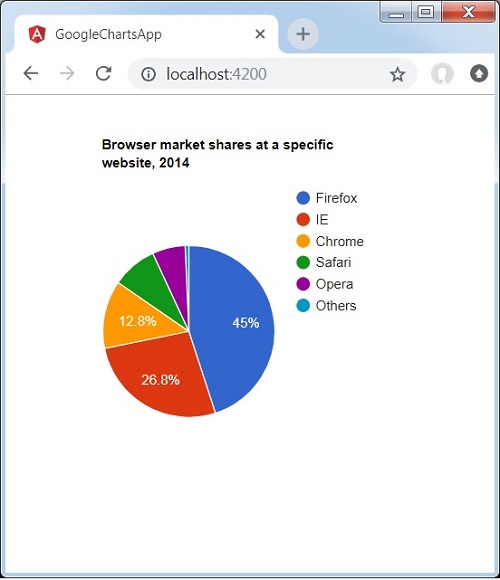 GoogleChartsApp
localhost:4200
Browser market shares at a specific
website, 2014
Firefox
IE
Chrome
Safari
Opera
Others
45%
12.8%
26.8%